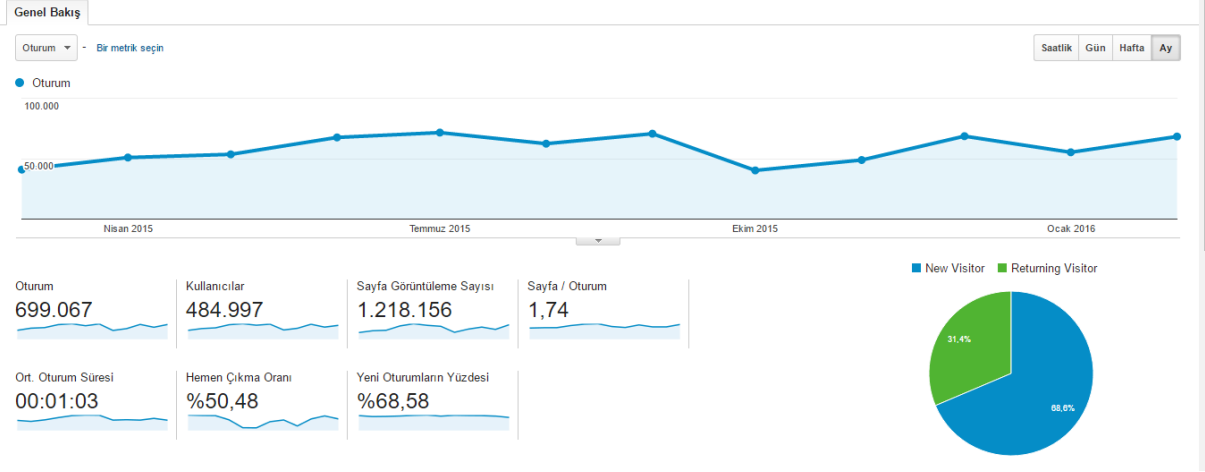 Genel Bakış
Oturum - Bir metrik seçin
Saatlik Gün Hafta Ay
Oturum
100.000
50.000
Nisan 2015 Temmuz 2015 Ekim 2015 Ocak 2016
New Visitor Returning Visitor
Oturum Kullanıcılar Sayfa Görüntüleme Sayısı Sayfa / Oturum
699.067 484.997 1.218.156 1,74
31,4%
68,6%
Ort. Oturum Süresi Hemen Çıkma Oranı Yeni Oturumların Yüzdesi
00:01:03 %50,48 %68,58